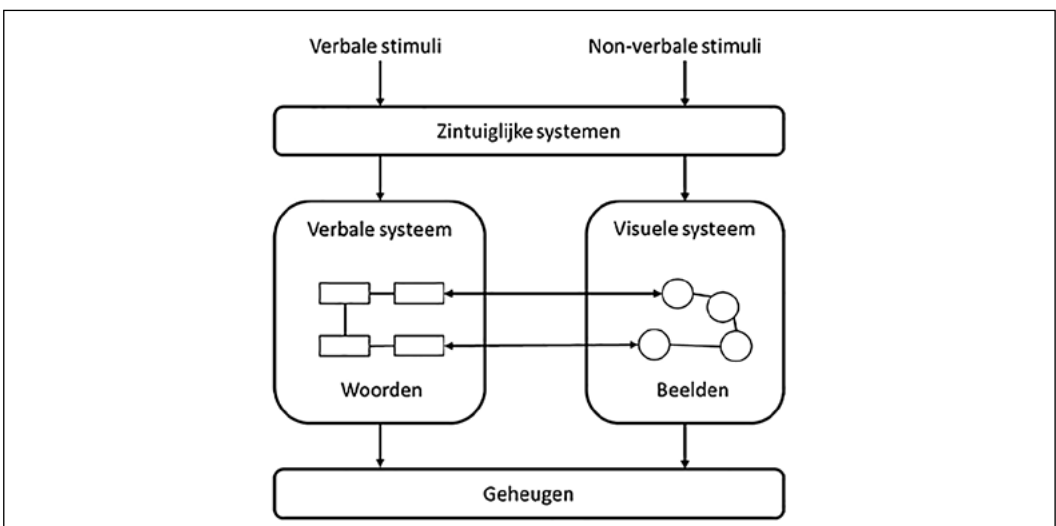 Verbale stimuli
Non-verbale stimuli
Zintuiglijke systemen
Verbale systeem
Visuele systeem
Woorden
Beelden
Geheugen